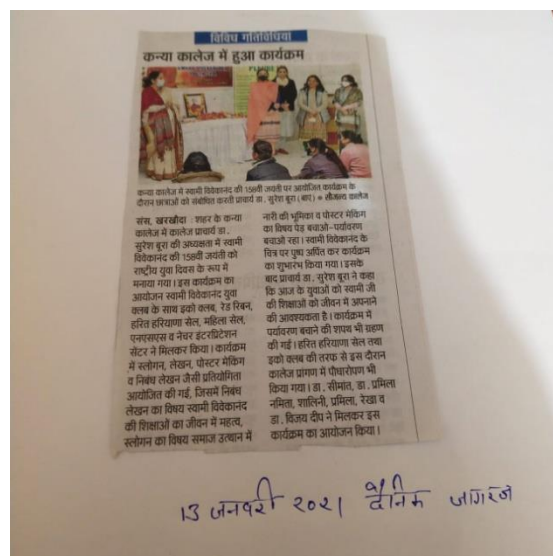 विविध गतिविधियां
कन्या कालेज में हुआ कार्यक्रम
कन्या कालेज में स्वामी विवेकानंद की 158वीं जयंती पर आयोजित कार्यक्रम के
दौरान छात्राओं को संबोधित करती प्राचार्य डा. सुरेश बूरा (बाएं) ● सौजन्य कालेज
संस, खरखौदा : शहर के कन्या
कालेज में कालेज प्राचार्य डा.
सुरेश बूरा की अध्यक्षता में स्वामी
विवेकानंद की 158वीं जयंती को
राष्ट्रीय युवा दिवस के रूप में
मनाया गया। इस कार्यक्रम का
आयोजन स्वामी विवेकानंद युवा
क्लब के साथ इको क्लब, रेड रिबन,
हरित हरियाणा सेल, महिला सेल,
एनएसएस व नेचर इंटरप्रिटेशन
सेंटर ने मिलकर किया। कार्यक्रम
में स्लोगन, लेखन, पोस्टर मेकिंग
व निबंध लेखन जैसी प्रतियोगिता
आयोजित की गई, जिसमें निबंध
लेखन का विषय स्वामी विवेकानंद
की शिक्षाओं का जीवन में महत्व,
स्लोगन का विषय समाज उत्थान में
नारी की भूमिका व पोस्टर मेकिंग
का विषय पेड़ बचाओ-पर्यावरण
बचाओ रहा। स्वामी विवेकानंद के
चित्र पर पुष्प अर्पित कर कार्यक्रम
का शुभारंभ किया गया। इसके
बाद प्राचार्य डा. सुरेश बूरा ने कहा
कि आज के युवाओं को स्वामी जी
की शिक्षाओं को जीवन में अपनाने
की आवश्यकता है। कार्यक्रम में
पर्यावरण बचाने की शपथ भी ग्रहण
की गई। हरित हरियाणा सेल तथा
इको क्लब की तरफ से इस दौरान
कालेज प्रांगण में पौधारोपण भी
किया गया। डा. सीमांत, डा. प्रमिला
नमिता, शालिनी, प्रमिला, रेखा व
डा. विजय दीप ने मिलकर इस
कार्यक्रम का आयोजन किया।
13 जनवरी 2021 दैनिक जागरण